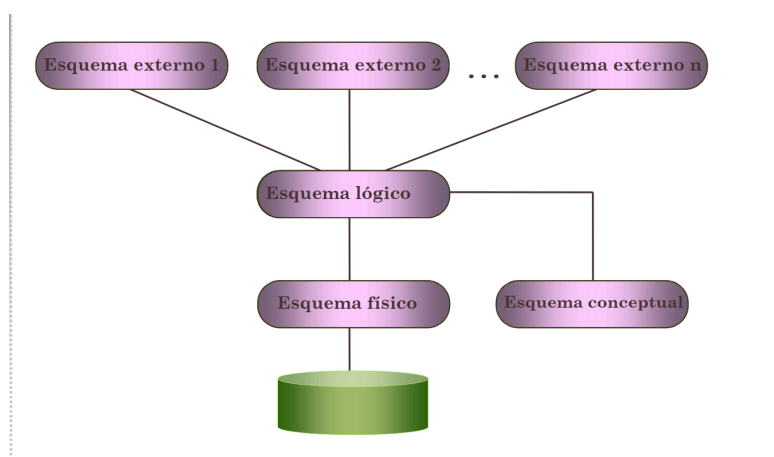 Esquema externo 1
Esquema externo 2
...
Esquema externo n
Esquema lógico
Esquema físico
Esquema conceptual